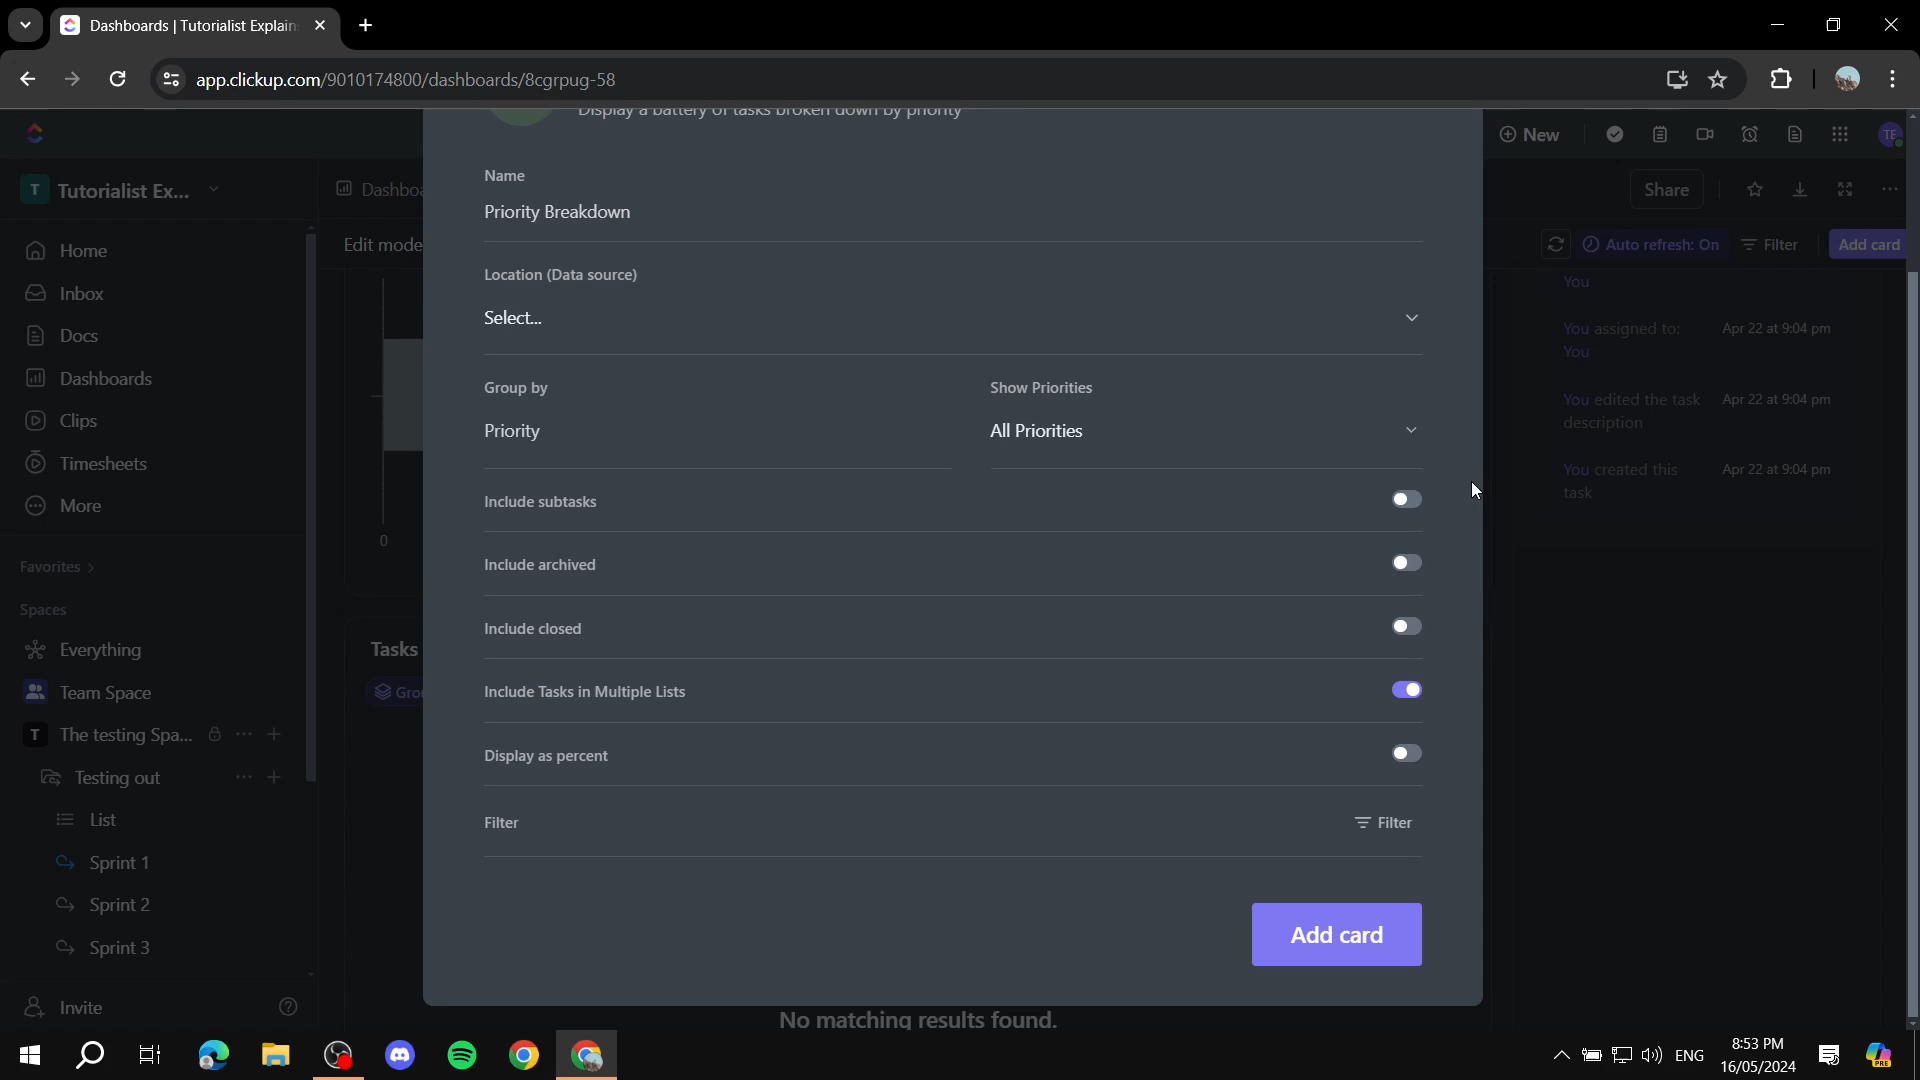 Dashboards | Tutorialist Explain
app.clickup.com/9010174800/dashboards/8cgrpug-58
Display a battery of tasks broken down by priority
New
TE
T Tutorialist Ex...
Dashboa
Share
Edit mode
Auto refresh: On
Filter
Add card
Home
Inbox
Docs
Dashboards
Clips
Timesheets
More
Favorites
Spaces
Everything
Team Space
T The testing Spa...
Testing out
List
Sprint 1
Sprint 2
Sprint 3
Invite
0
Tasks
Gro
Name
Priority Breakdown
Location (Data source)
Select...
Group by
Priority
Show Priorities
All Priorities
Include subtasks
Include archived
Include closed
Include Tasks in Multiple Lists
Display as percent
Filter
Filter
Add card
You
You assigned to: Apr 22 at 9:04 pm
You
You edited the task Apr 22 at 9:04 pm
description
You created this Apr 22 at 9:04 pm
task
No matching results found.
ENG
8:53 PM
16/05/2024
PRE